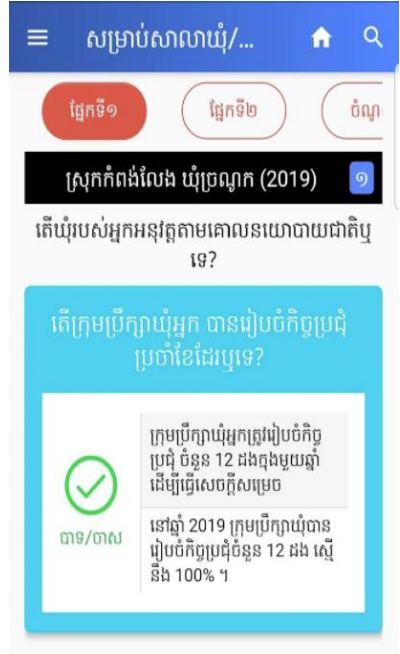 សម្រាប់សាលាឃុំ/...
ផ្នែកទី១
ផ្នែកទី២
ចំណុ
ស្រុកកំពង់លែង ឃុំច្រណូក (2019)
១
តើឃុំរបស់អ្នកអនុវត្តតាមគោលនយោបាយជាតិឬ
ទេ?
តើក្រុមប្រឹក្សាឃុំអ្នក បានរៀបចំកិច្ចប្រជុំ
ប្រចាំខែដែរឬទេ?
ក្រុមប្រឹក្សាឃុំអ្នកត្រូវរៀបចំកិច្ច
ប្រជុំ ចំនួន 12 ដងក្នុងមួយឆ្នាំ
ដើម្បីធ្វើសេចក្តីសម្រេច
បាទ/ចាស
នៅឆ្នាំ 2019 ក្រុមប្រឹក្សាឃុំបាន
រៀបចំកិច្ចប្រជុំចំនួន 12 ដង ស្មើ
នឹង 100% ។